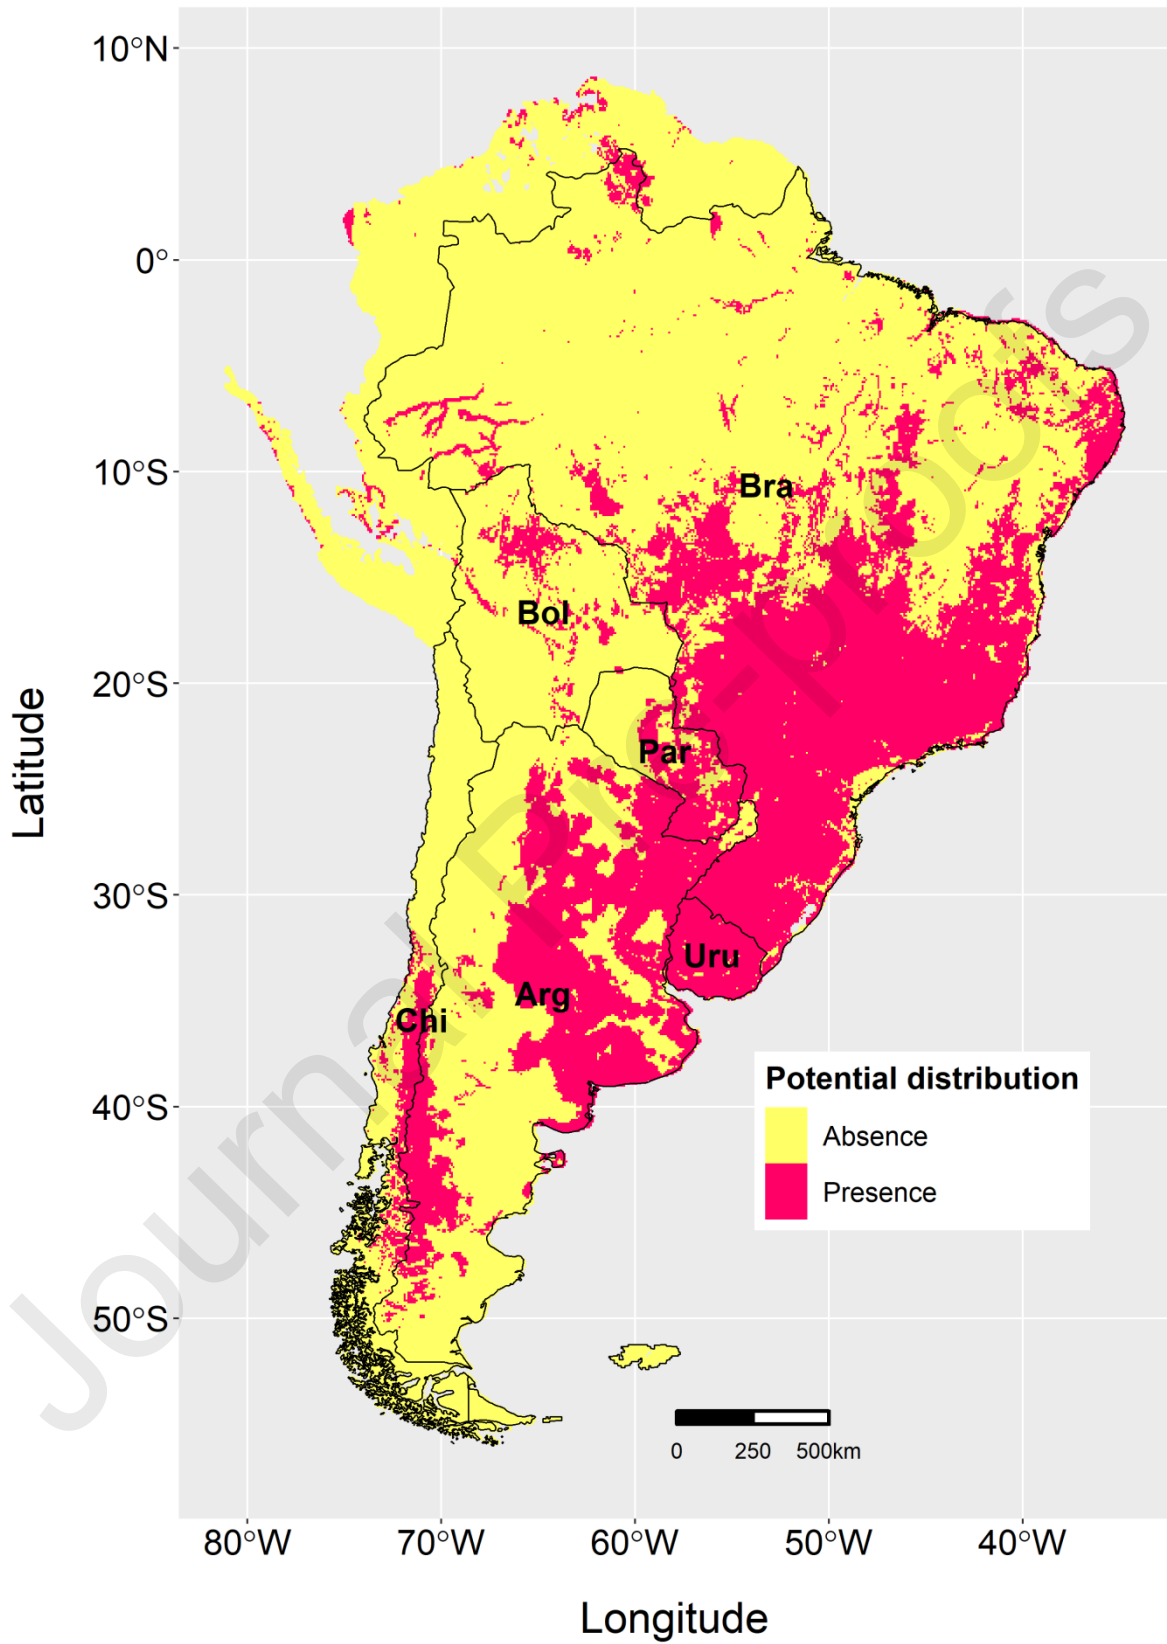 10°N
0°
10°S
20°S
30°S
40°S
50°S
Latitude
Bra
Bol
Par
Uru
Arg
Chi
Potential distribution
Absence
Presence
0 250 500km
80°W 70°W 60°W 50°W 40°W
Longitude
Journal Pre-proofs